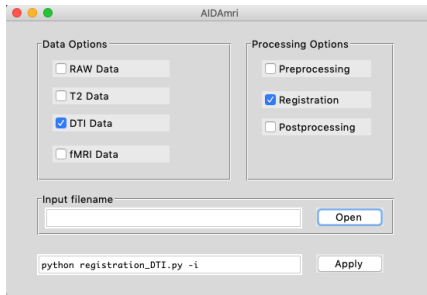 AIDAmri
Data Options
RAW Data
T2 Data
DTI Data
fMRI Data
Processing Options
Preprocessing
Registration
Postprocessing
Input filename
Open
python registration_DTI.py -i
Apply